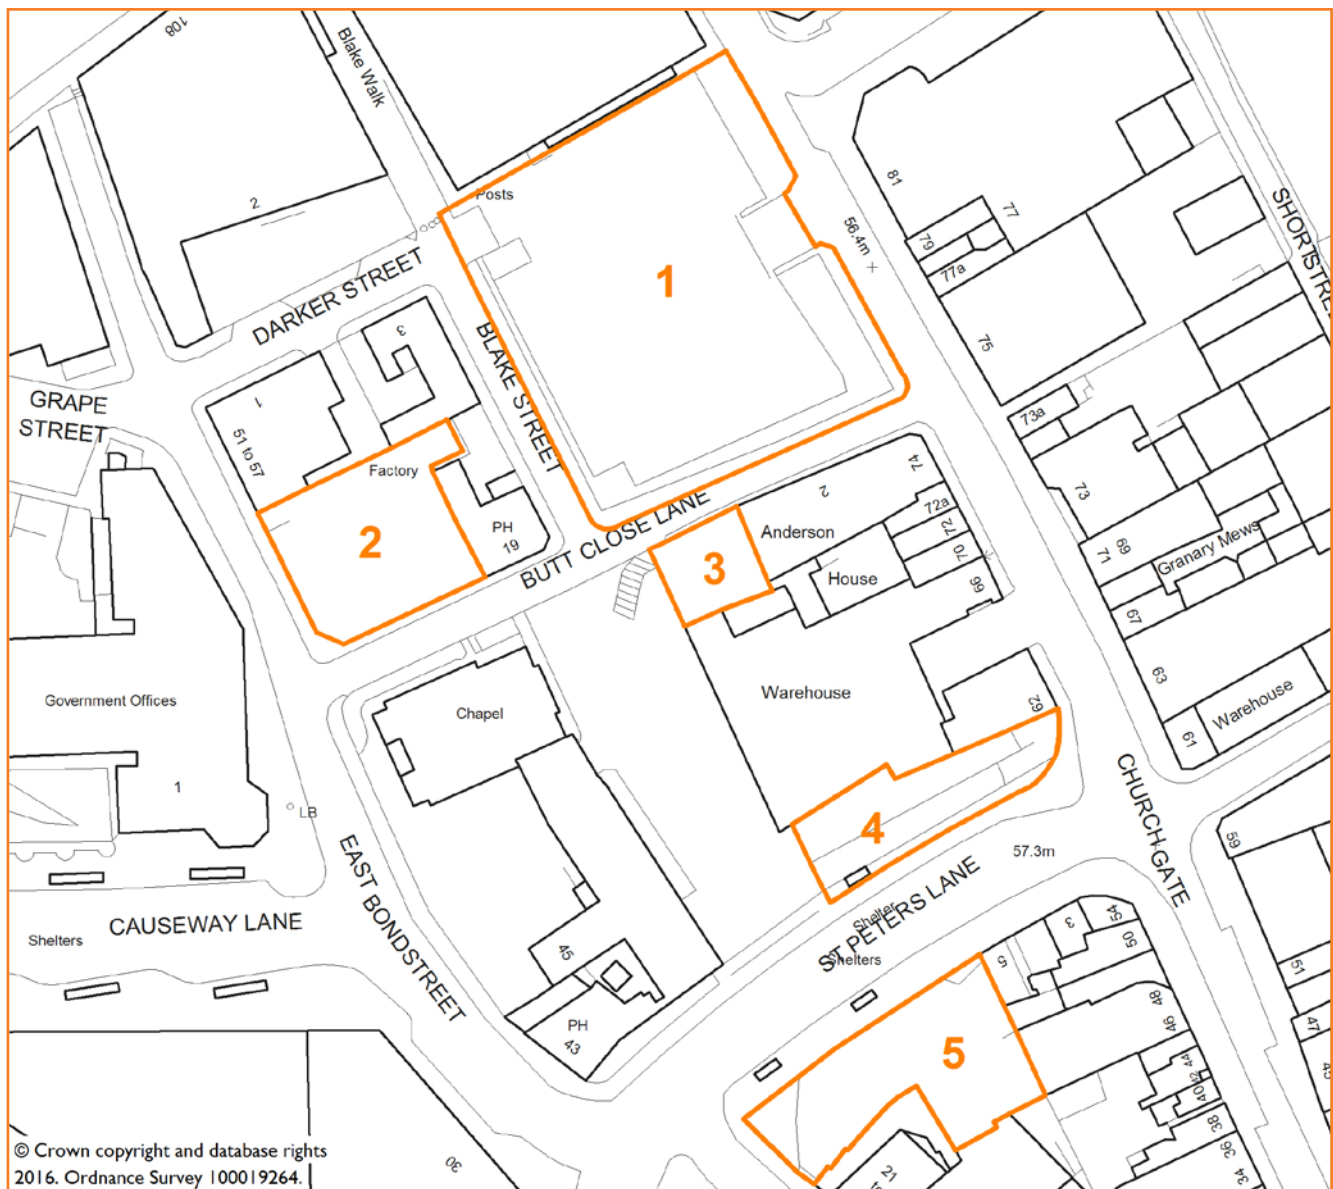 108
Blake Walk
2
Posts
1
81
77
79
77a
56.4m
SHORT STREE
DARKER STREET
3
BLAKE STREET
75
GRAPE
STREET
1
51 to 57
Factory
2
PH
19
BUTT CLOSE LANE
73a
73
74
2
72a
72
70
66
Anderson
House
3
69
71
Granary Mews
67
63
61
Warehouse
Government Offices
1
Chapel
Warehouse
62
LB
4
57.3m
CHURCH GATE
59
EAST BONDSTREET
CAUSEWAY LANE
Shelters
Shelter
ST PETERS LANE
Shelters
45
PH
43
5
3
54
50
48
46
44
42
40
38
36
34
51
47
45
5
30
21
© Crown copyright and database rights
2016. Ordnance Survey 100019264.